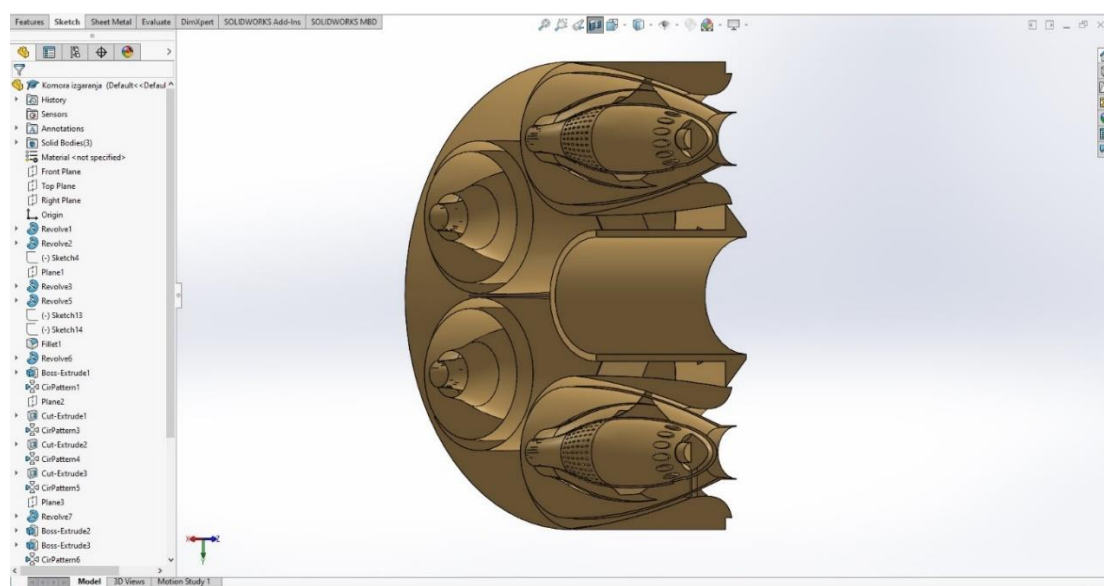 Features Sketch Sheet Metal Evaluate DimXpert SOLIDWORKS Add-Ins SOLIDWORKS MBD
Komora izgaranja (Default<<Defaul
History
Sensors
Annotations
Solid Bodies(3)
Material <not specified>
Front Plane
Top Plane
Right Plane
Origin
Revolve1
Revolve2
(-) Sketch4
Plane1
Revolve3
Revolve5
(-) Sketch13
(-) Sketch14
Fillet1
Revolve6
Boss-Extrude1
CirPattern1
Plane2
Cut-Extrude1
CirPattern3
Cut-Extrude2
CirPattern4
Cut-Extrude3
CirPattern5
Plane3
Revolve7
Boss-Extrude2
Boss-Extrude3
CirPattern6
Model 3D Views Motion Study 1